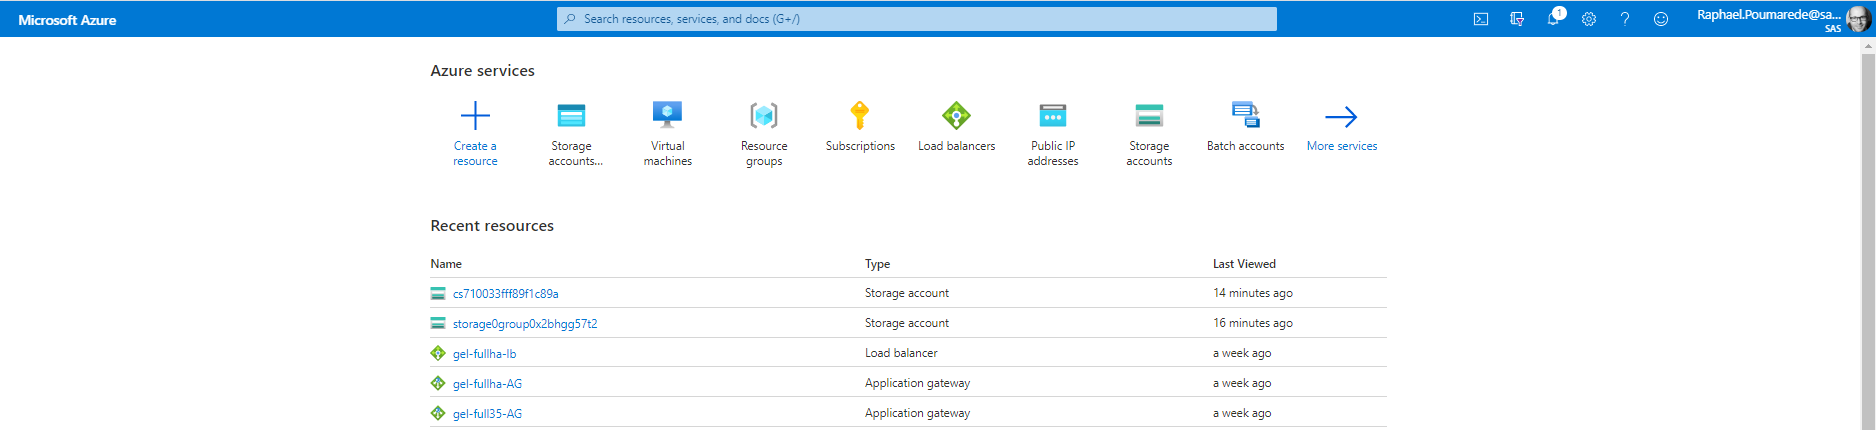 Microsoft Azure
Search resources, services, and docs (G+/)
1
Raphael.Poumarede@sa...
SAS
Azure services
Create a
resource
Storage
accounts...
Virtual
machines
Resource
groups
Subscriptions
Load balancers
Public IP
addresses
Storage
accounts
Batch accounts
More services
Recent resources
Name Type Last Viewed
cs710033fff89f1c89a Storage account 14 minutes ago
storage0group0x2bhgg57t2 Storage account 16 minutes ago
gel-fullha-lb Load balancer a week ago
gel-fullha-AG Application gateway a week ago
gel-full35-AG Application gateway a week ago